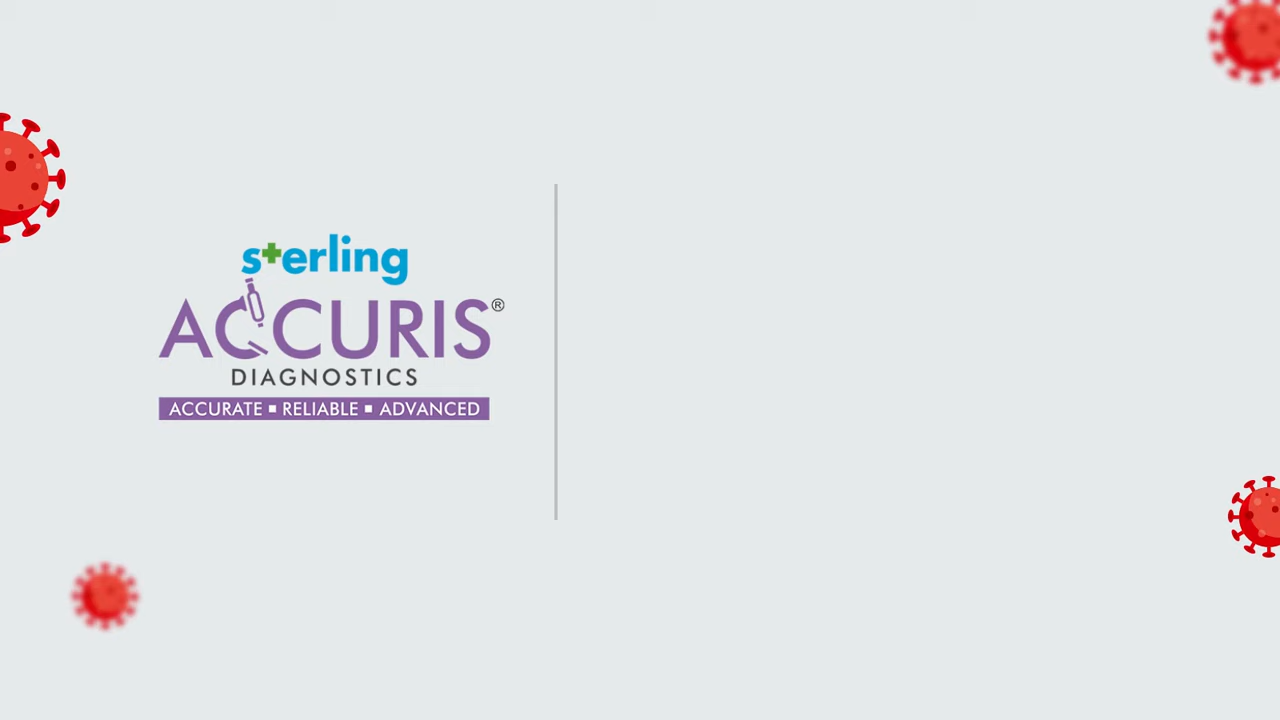 sterling
ACCURIS®
DIAGNOSTICS
ACCURATE ▪ RELIABLE ▪ ADVANCED